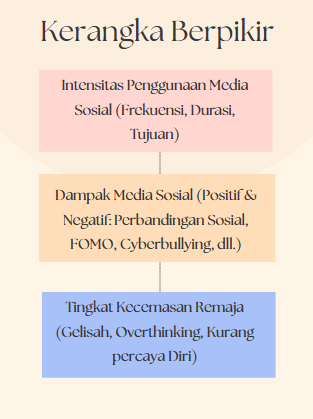 Kerangka Berpikir
Intensitas Penggunaan Media
Sosial (Frekuensi, Durasi,
Tujuan)
Dampak Media Sosial (Positif &
Negatif: Perbandingan Sosial,
FOMO, Cyberbullying, dll.)
Tingkat Kecemasan Remaja
(Gelisah, Overthinking, Kurang
percaya Diri)